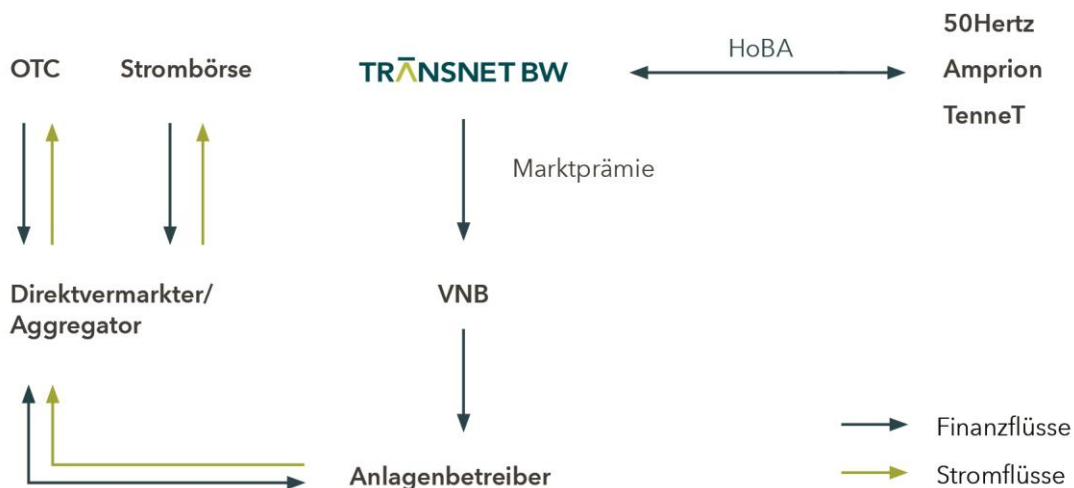 OTC
Strombörse
TRANSNET BW
HoBA
50Hertz
Amprion
TenneT
Marktprämie
Direktvermarkter/
Aggregator
VNB
Anlagenbetreiber
Finanzflüsse
Stromflüsse